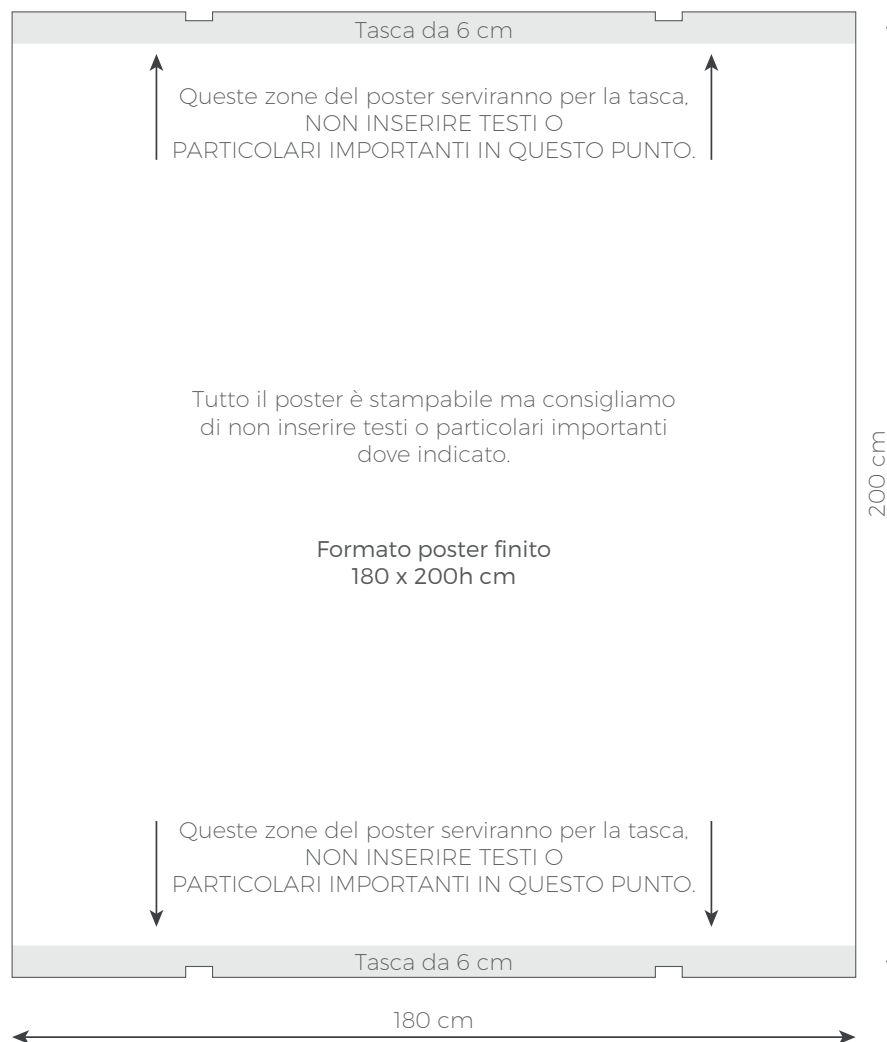 Tasca da 6 cm
Queste zone del poster serviranno per la tasca,
NON INSERIRE TESTI O
PARTICOLARI IMPORTANTI IN QUESTO PUNTO.
Tutto il poster è stampabile ma consigliamo
di non inserire testi o particolari importanti
dove indicato.
200 cm
Formato poster finito
180 x 200h cm
Queste zone del poster serviranno per la tasca,
NON INSERIRE TESTI O
PARTICOLARI IMPORTANTI IN QUESTO PUNTO.
Tasca da 6 cm
180 cm